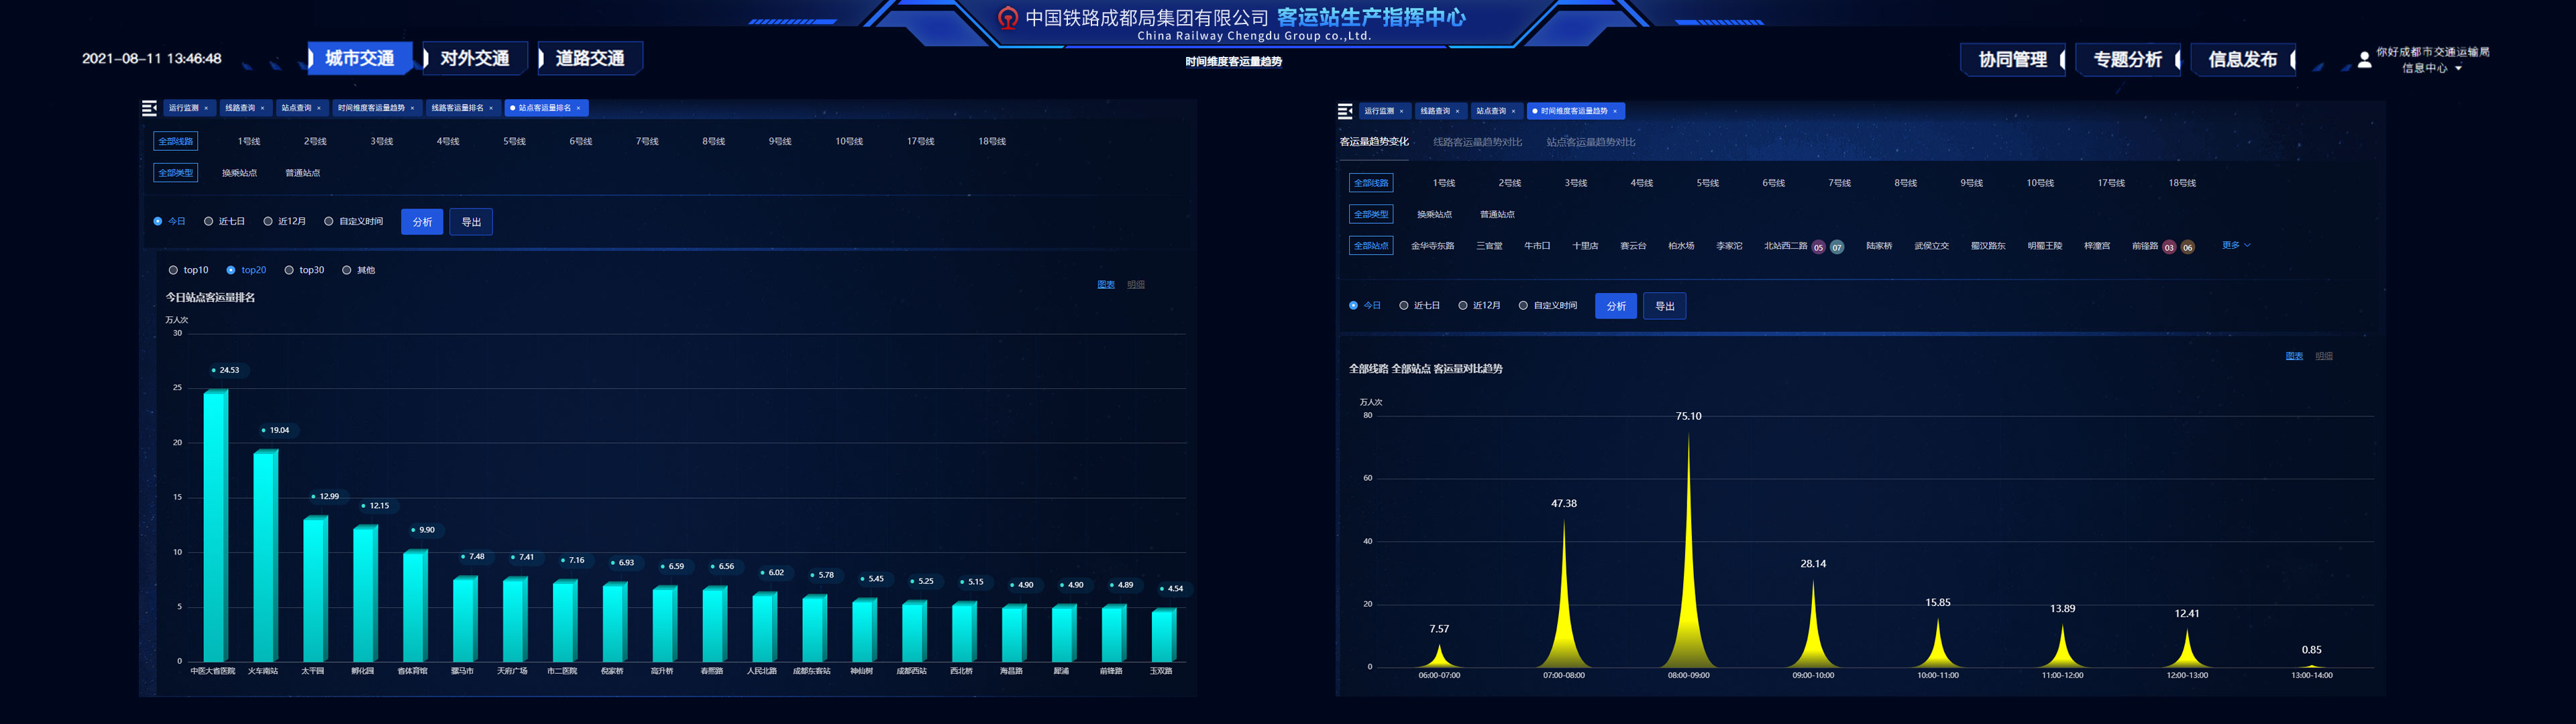 中国铁路成都局集团有限公司 客运站生产指挥中心
China Railway Chengdu Group co.,Ltd.
2021-08-11 13:46:48
城市交通 对外交通 道路交通
时间维度客运量趋势
协同管理 专题分析 信息发布
你好成都市交通运输局
信息中心
运行监测 × 线路查询 × 站点查询 × 时间维度客运量趋势 × 线路客运量排名 × 站点客运量排名 ×
全部线路 1号线 2号线 3号线 4号线 5号线 6号线 7号线 8号线 9号线 10号线 17号线 18号线
全部类型 换乘站点 普通站点
今日 近七日 近12月 自定义时间 分析 导出
top10 top20 top30 其他
图表 明细
今日站点客运量排名
万人次
30
25
20
15
10
5
0
24.53 19.04 12.99 12.15 9.90 7.48 7.41 7.16 6.93 6.59 6.56 6.02 5.78 5.45 5.25 5.15 4.90 4.90 4.89 4.54
中医大省医院 火车南站 太平园 孵化园 省体育馆 骡马市 天府广场 市二医院 倪家桥 高升桥 春熙路 人民北路 成都东客站 神仙树 成都西站 西北桥 海昌路 犀浦 前锋路 玉双路
运行监测 × 线路查询 × 站点查询 × 时间维度客运量趋势 ×
客运量趋势变化 线路客运量趋势对比 站点客运量趋势对比
全部线路 1号线 2号线 3号线 4号线 5号线 6号线 7号线 8号线 9号线 10号线 17号线 18号线
全部类型 换乘站点 普通站点
全部站点 金华寺东路 三官堂 牛市口 十里店 赛云台 柏水场 李家沱 北站西二路 05 07 陆家桥 武侯立交 蜀汉路东 明蜀王陵 梓潼宫 前锋路 03 06 更多
今日 近七日 近12月 自定义时间 分析 导出
图表 明细
全部线路 全部站点 客运量对比趋势
万人次
80
60
40
20
0
7.57 47.38 75.10 28.14 15.85 13.89 12.41 0.85
06:00-07:00 07:00-08:00 08:00-09:00 09:00-10:00 10:00-11:00 11:00-12:00 12:00-13:00 13:00-14:00